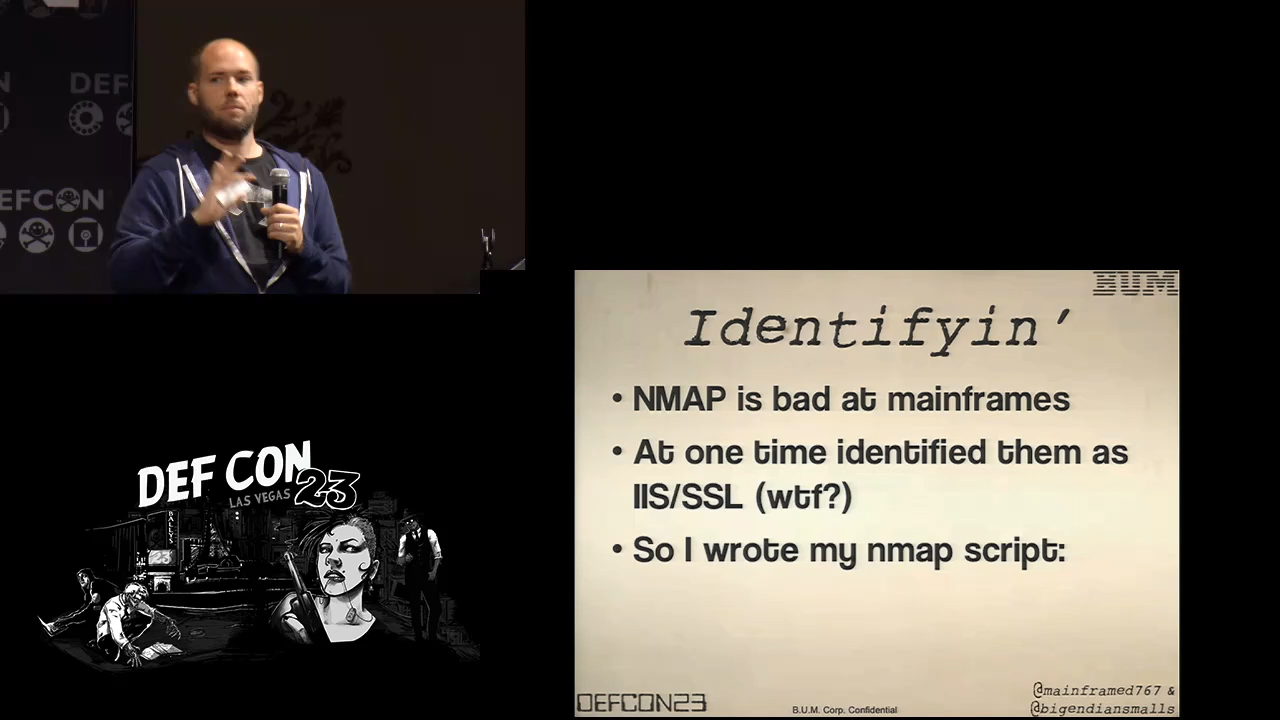 DEF
DEFCON
BUM
Identifyin'
• NMAP is bad at mainframes
• At one time identified them as
IIS/SSL (wtf?)
• So I wrote my nmap script:
DEF CON
LAS VEGAS 23
BALLY'S
DEFCON23
B.U.M. Corp. Confidential
@mainframed767 &
@bigendiansmalls